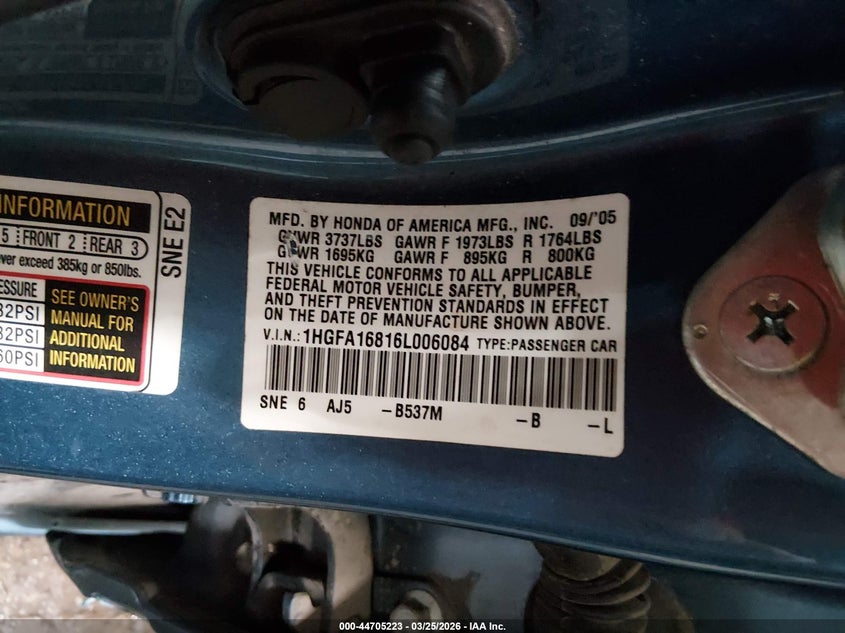 INFORMATION
5 FRONT 2 REAR 3
ever exceed 385kg or 850lbs.
PRESSURE
SEE OWNER'S
MANUAL FOR
ADDITIONAL
INFORMATION
32PSI
32PSI
60PSI
SNE E2
MFD. BY HONDA OF AMERICA MFG., INC. 09/'05
GVWR 3737LBS GAWR F 1973LBS R 1764LBS
GVWR 1695KG GAWR F 895KG R 800KG
THIS VEHICLE CONFORMS TO ALL APPLICABLE
FEDERAL MOTOR VEHICLE SAFETY, BUMPER,
AND THEFT PREVENTION STANDARDS IN EFFECT
ON THE DATE OF MANUFACTURE SHOWN ABOVE.
V.I.N.: 1HGFA16816L006084 TYPE:PASSENGER CAR
SNE 6 AJ5 -B537M -B -L
000-44705223 - 03/25/2026 - IAA Inc.